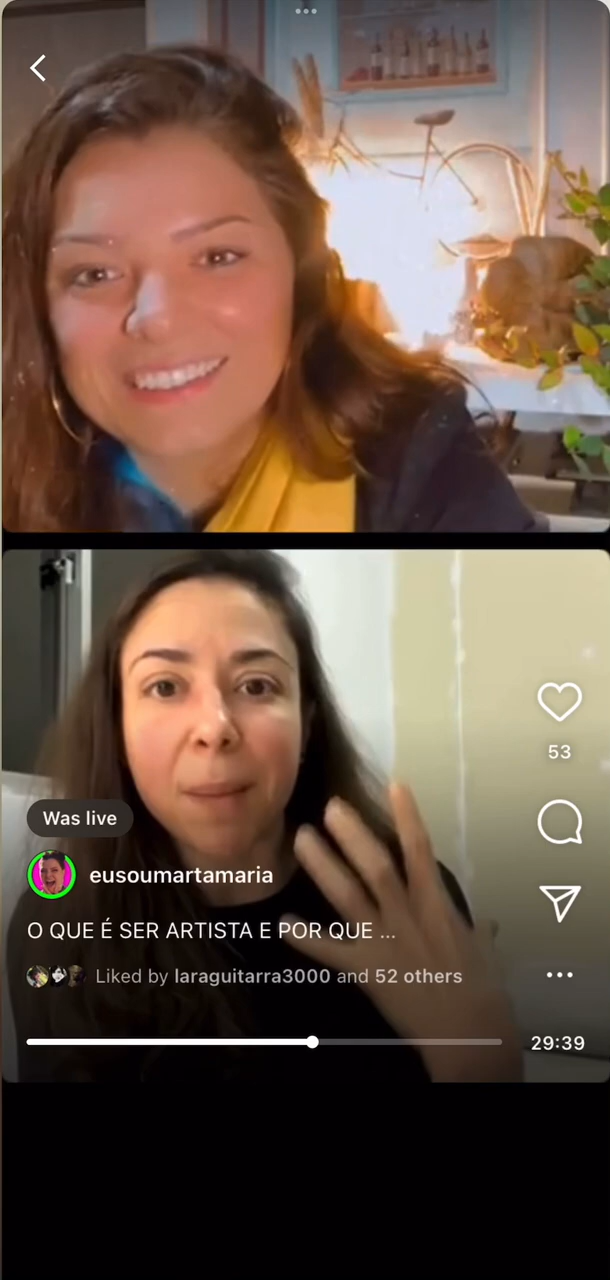 53
Was live
eusoumartamaria
O QUE É SER ARTISTA E POR QUE ...
Liked by laraguitarra3000 and 52 others
29:39